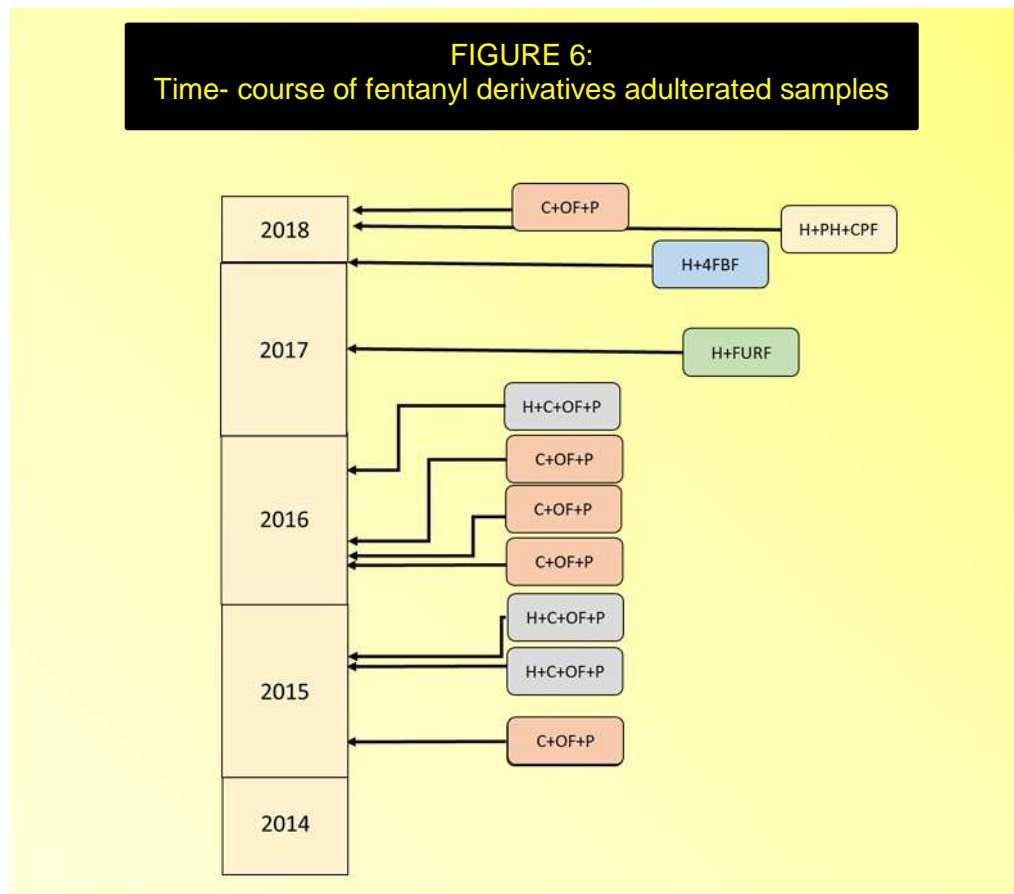 FIGURE 6:
Time- course of fentanyl derivatives adulterated samples
C+OF+P
2018
H+PH+CPF
H+4FBF
2017
H+FURF
H+C+OF+P
C+OF+P
2016
C+OF+P
C+OF+P
H+C+OF+P
H+C+OF+P
2015
C+OF+P
2014